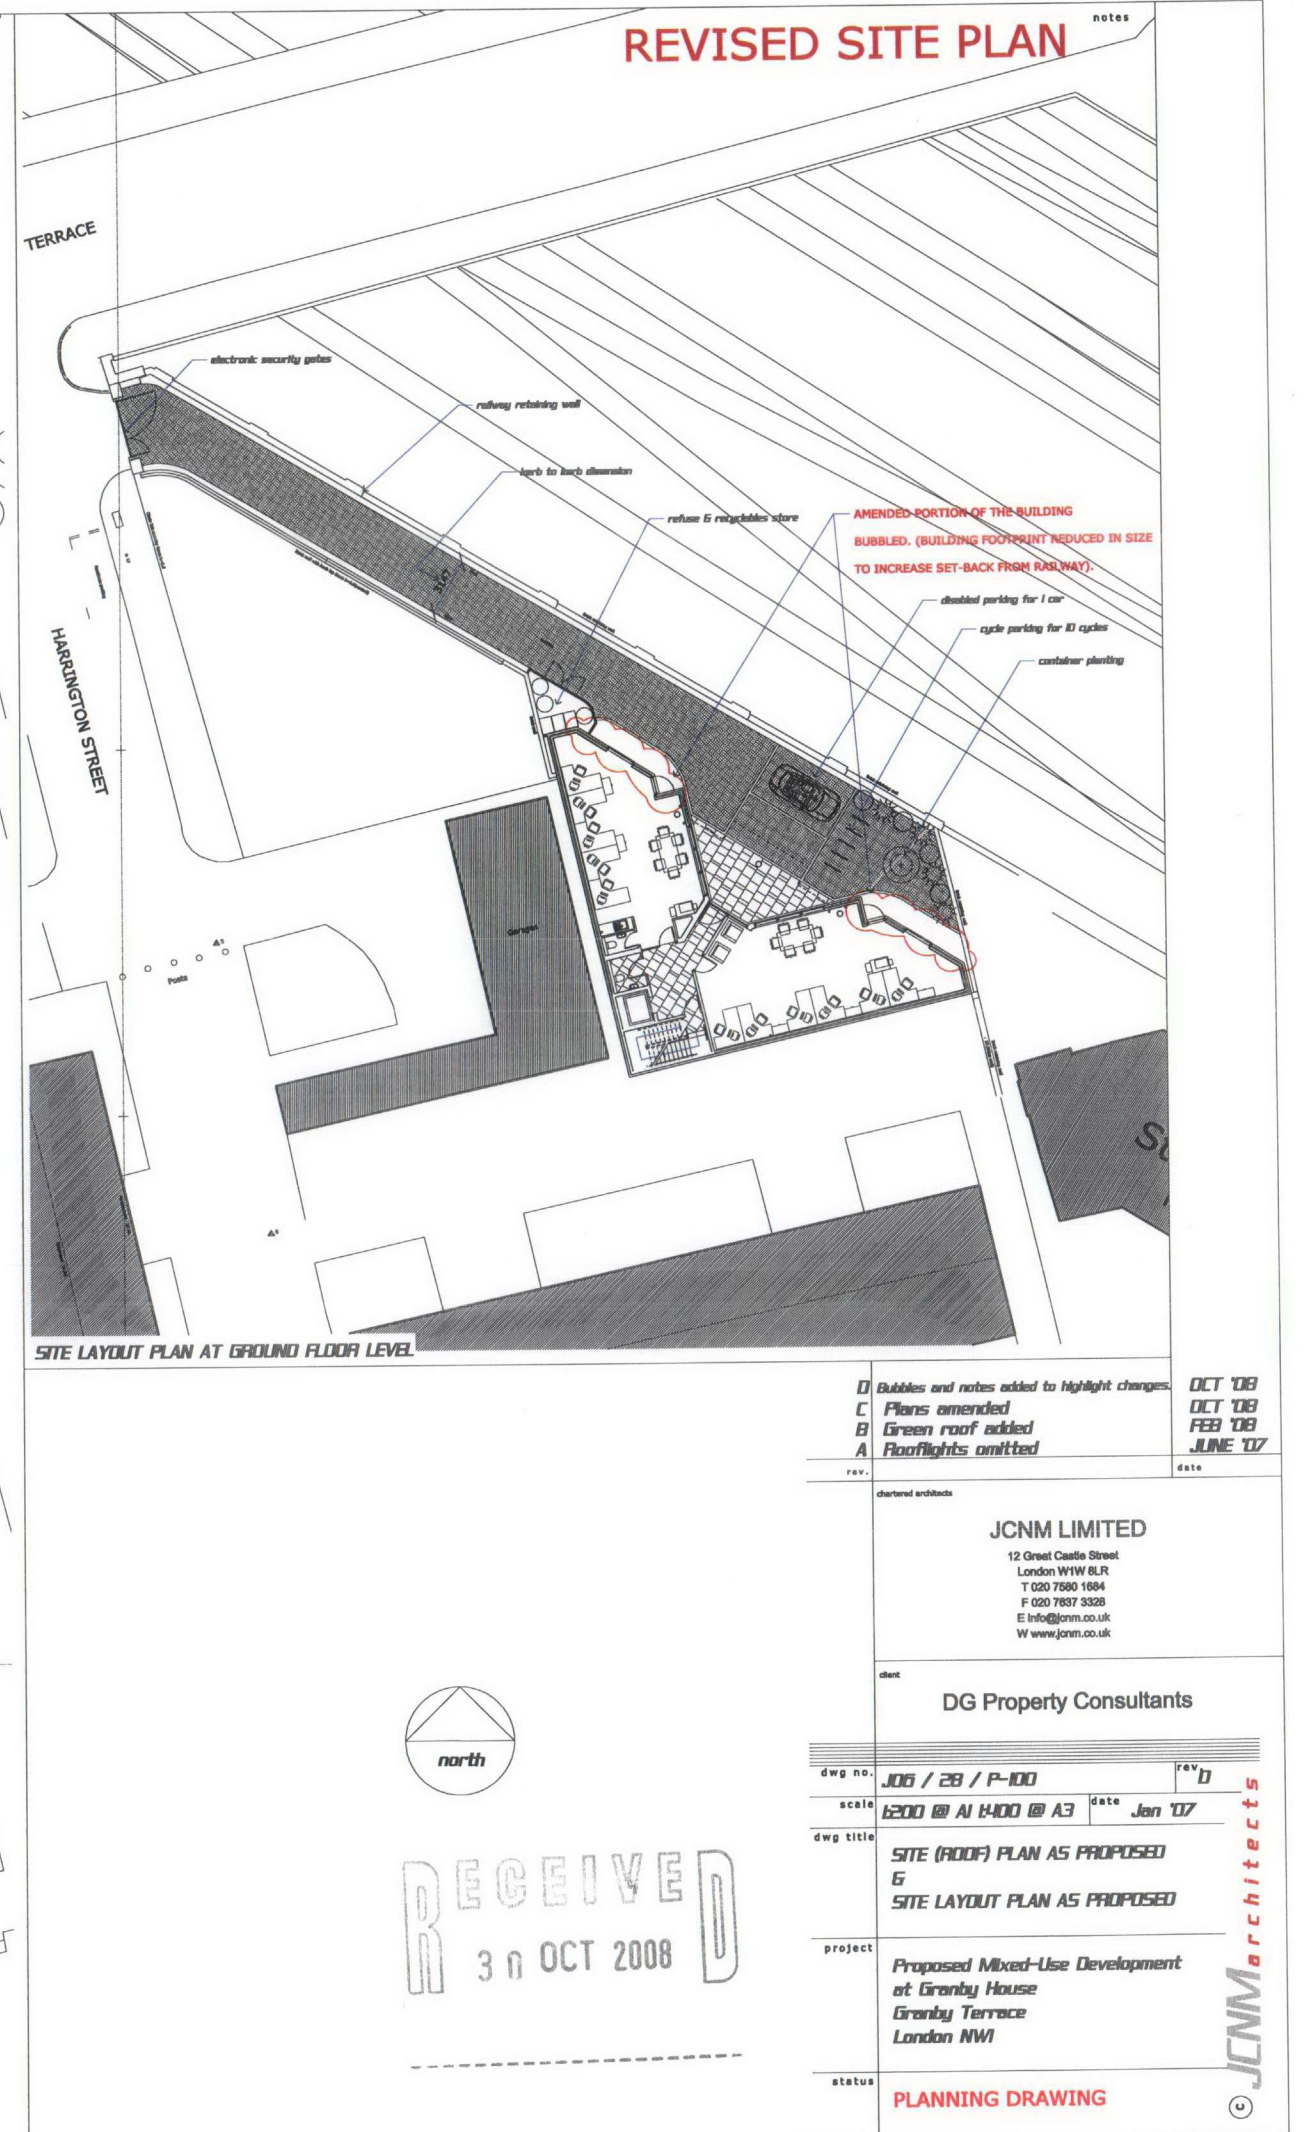 notes
REVISED SITE PLAN
TERRACE
electronic security gates
railway retaining wall
kerb to kerb dimension
refuse & recyclables store
AMENDED PORTION OF THE BUILDING
BUBBLED. (BUILDING FOOTPRINT REDUCED IN SIZE
TO INCREASE SET-BACK FROM RAILWAY).
3147
disabled parking for 1 car
cycle parking for 10 cycles
container planting
HARRINGTON STREET
Garages
Posts
SITE LAYOUT PLAN AT GROUND FLOOR LEVEL
D Bubbles and notes added to highlight changes. OCT '08
C Plans amended OCT '08
B Green roof added FEB '08
A Rooflights omitted JUNE '07
rev. date
chartered architects
JCNM LIMITED
12 Great Castle Street
London W1W 8LR
T 020 7580 1684
F 020 7637 3328
E info@jcnm.co.uk
W www.jcnm.co.uk
client
DG Property Consultants
north
dwg no. J06 / 28 / P-100 rev D
scale 1:200 @ A1 1:400 @ A3 date Jan '07
dwg title
SITE (ROOF) PLAN AS PROPOSED
&
SITE LAYOUT PLAN AS PROPOSED
project
Proposed Mixed-Use Development
at Granby House
Granby Terrace
London NW1
status
PLANNING DRAWING
JCNMarchitects
©
RECEIVED
30 OCT 2008